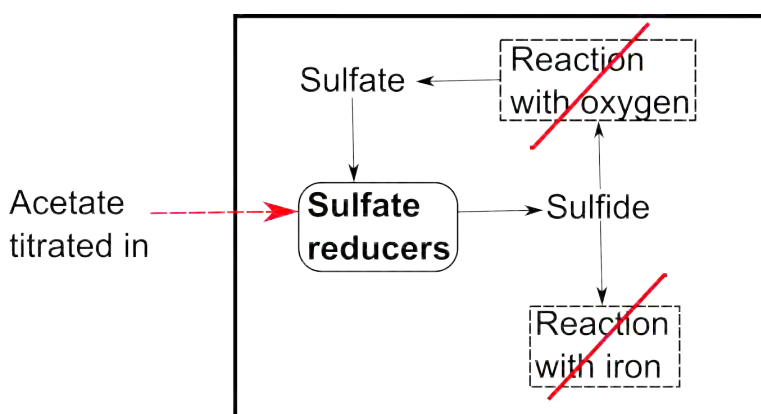 Reaction
with oxygen
Sulfate
Acetate
titrated in
Sulfate
reducers
Sulfide
Reaction
with iron